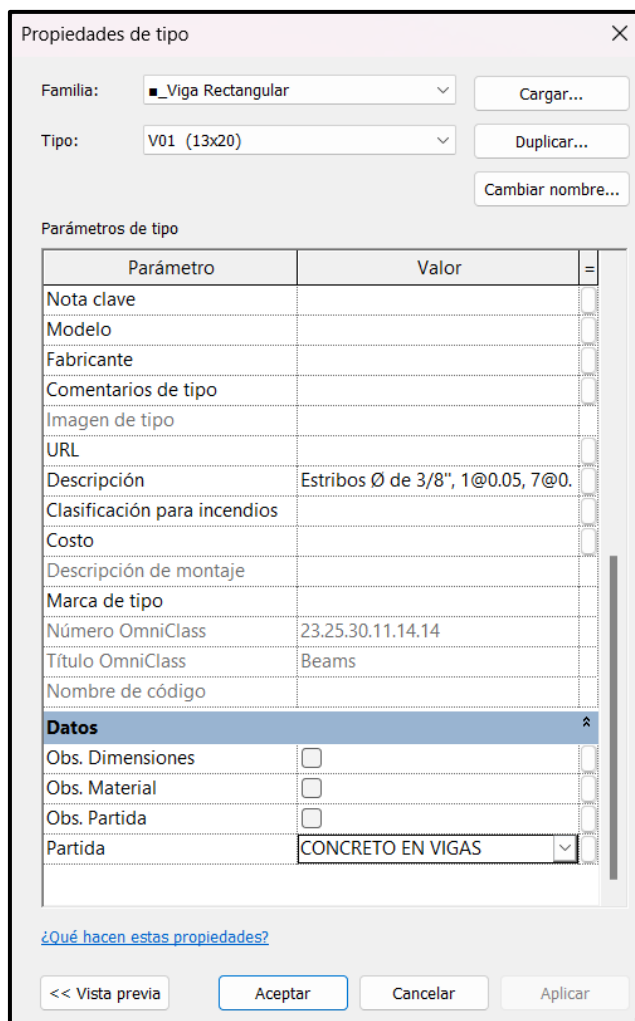 Propiedades de tipo
Familia: ■_Viga Rectangular Cargar...
Tipo: V01 (13x20) Duplicar...
Cambiar nombre...
Parámetros de tipo
Parámetro Valor =
Nota clave
Modelo
Fabricante
Comentarios de tipo
Imagen de tipo
URL
Descripción Estribos Ø de 3/8", 1@0.05, 7@0.
Clasificación para incendios
Costo
Descripción de montaje
Marca de tipo
Número OmniClass 23.25.30.11.14.14
Título OmniClass Beams
Nombre de código
Datos
Obs. Dimensiones
Obs. Material
Obs. Partida
Partida CONCRETO EN VIGAS
¿Qué hacen estas propiedades?
<< Vista previa Aceptar Cancelar Aplicar